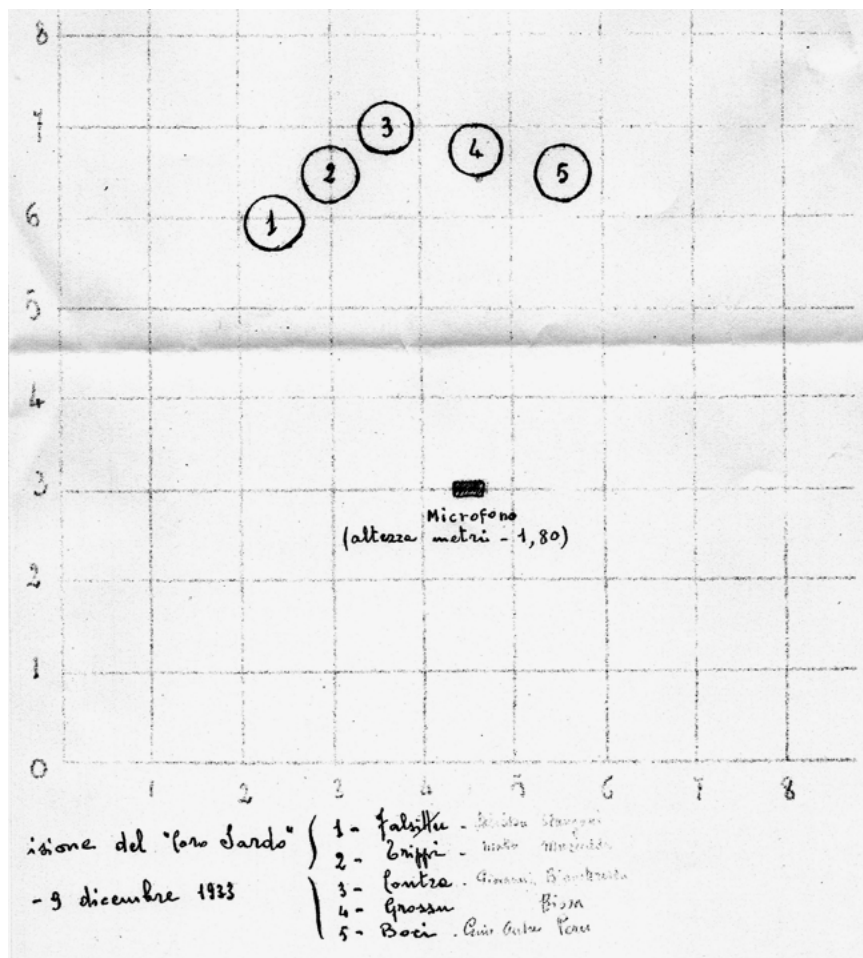 8
7
3
4
2
5
6
1
5
4
3
Microfono
(altezza metri - 1,80)
2
1
0
1 2 3 4 5 6 7 8
isione del "Coro Sardo"
- 9 dicembre 1933
1 - Falsittu -
2 - Trippi -
3 - Contra - Giovanni
4 - Grossu
5 - Boci -